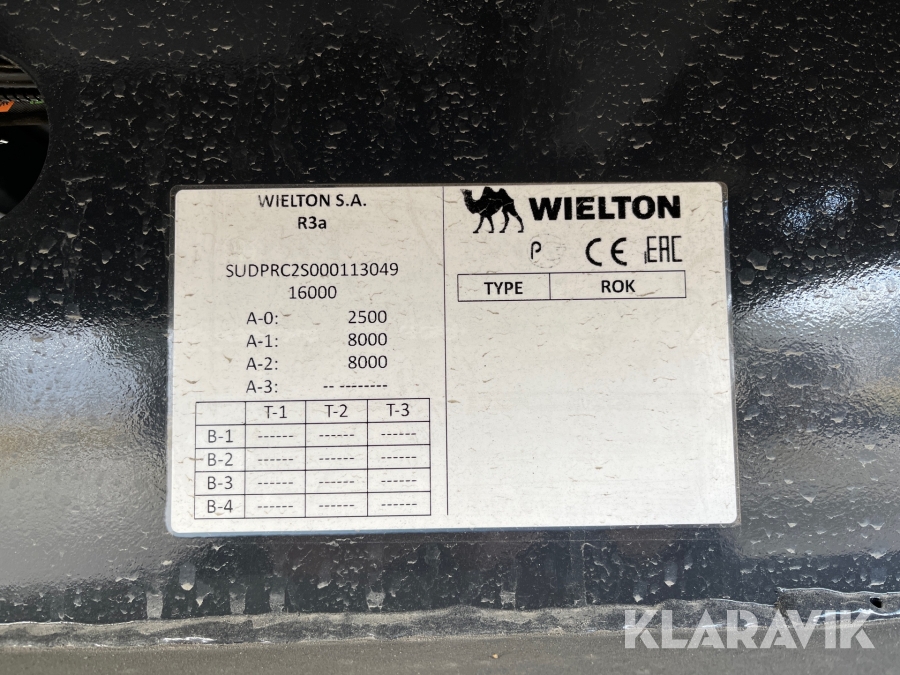 WIELTON S.A.
R3a
SUDPRC2S000113049
16000
A-0: 2500
A-1: 8000
A-2: 8000
A-3: -- --------
T-1 T-2 T-3
B-1 ------ ------ ------
B-2 ------ ------ ------
B-3 ------ ------ ------
B-4 ------ ------ ------
WIELTON
P CE EAC
TYPE ROK
KLARAVIK